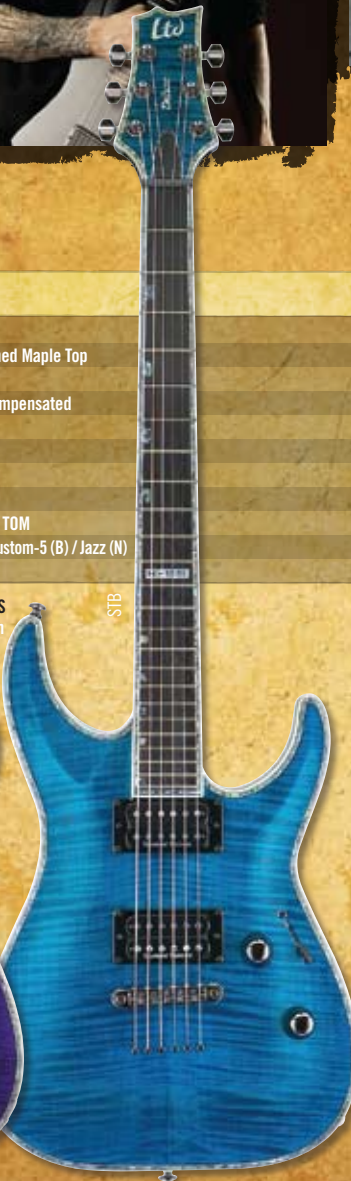 Ltd
Deluxe
ned Maple Top
mpensated
TOM
ustom-5 (B) / Jazz (N)
S
n
STB